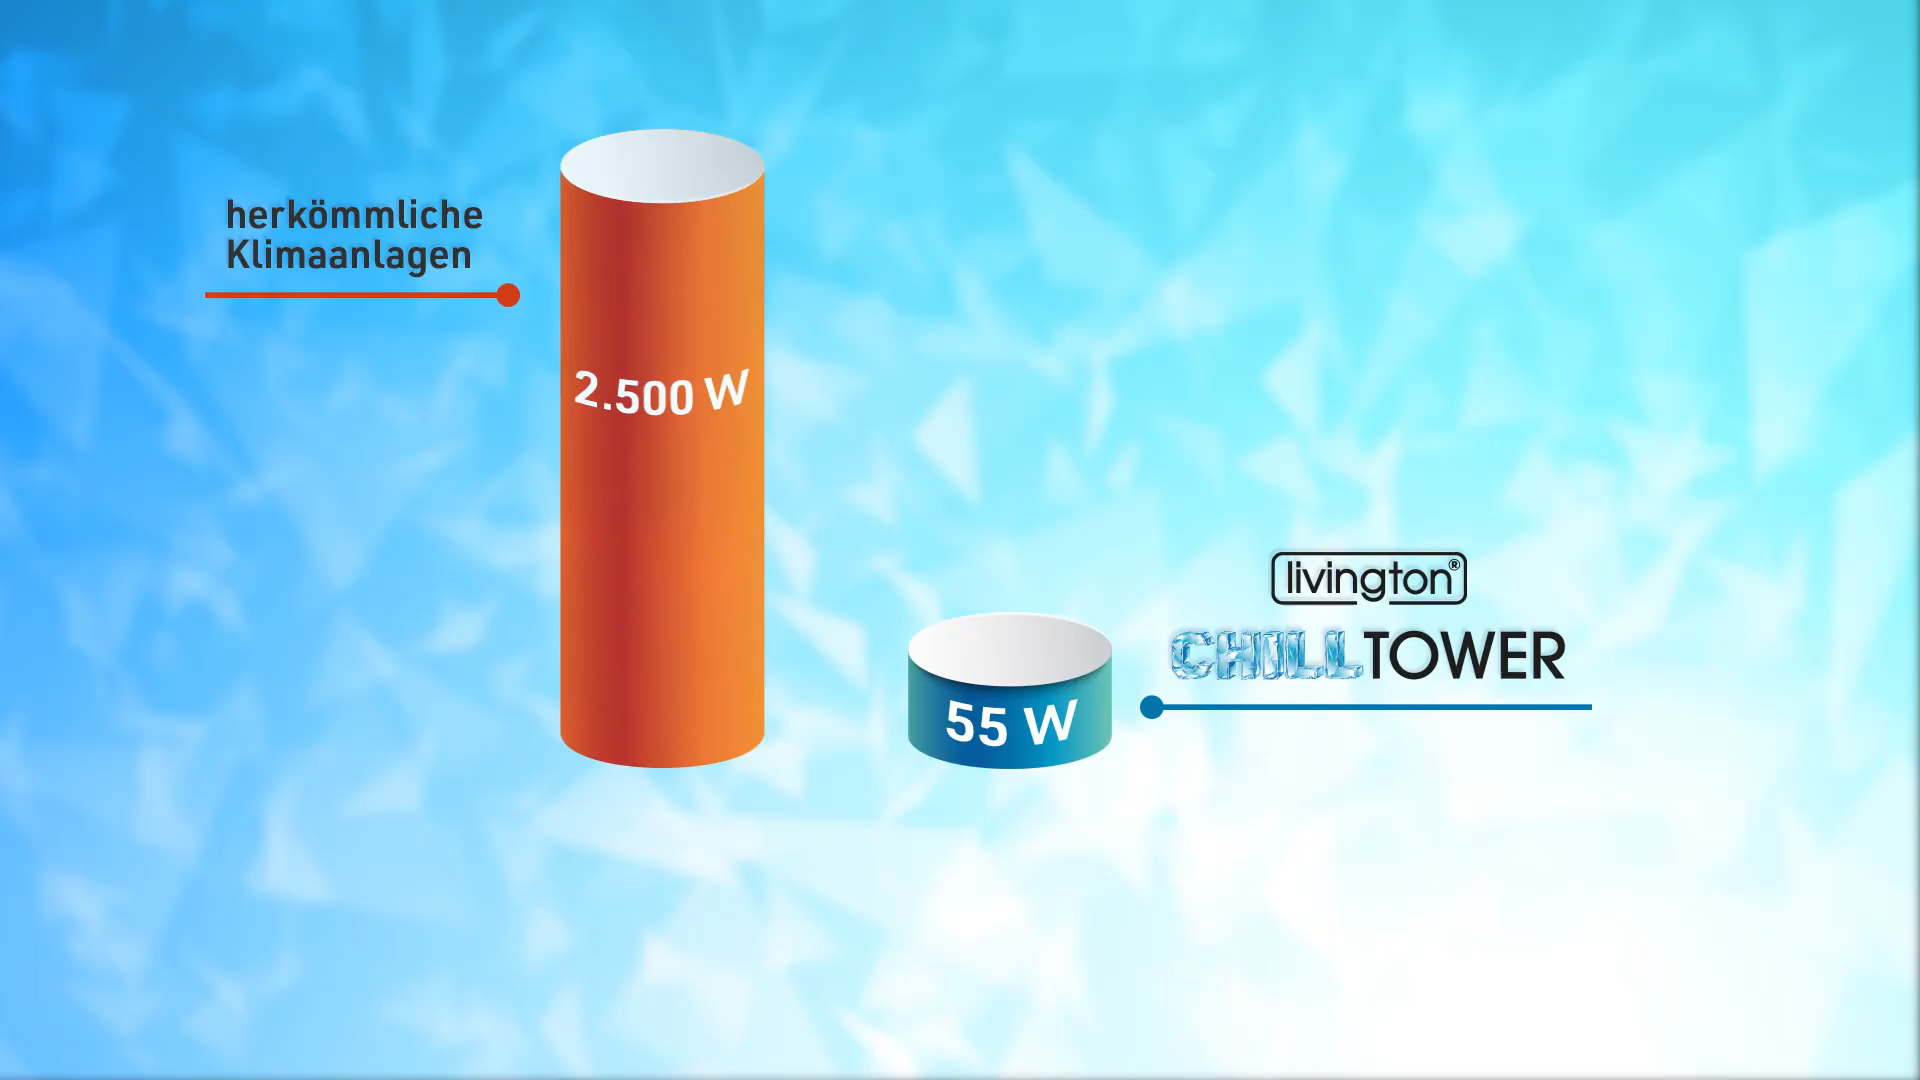 herkömmliche
Klimaanlagen
2.500 W
livington®
CHILLTOWER
55 W